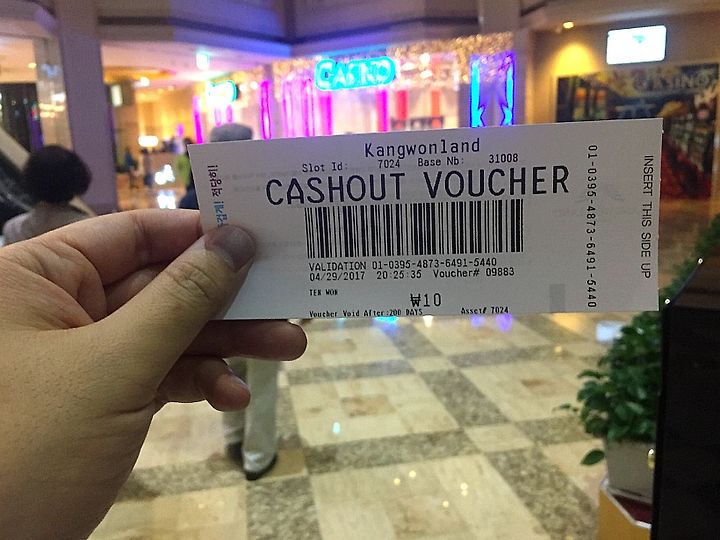 CASINO
CASINO
Kangwonland
Slot Id: 7024 Base Nb: 31008
CASHOUT VOUCHER
VALIDATION 01-0395-4873-6491-5440
04/29/2017 20:25:35 Voucher# 09883
TEN WON
₩10
Voucher Void After:200 DAYS Asset# 7024
01-0395-4873-6491-5440
INSERT THIS SIDE UP